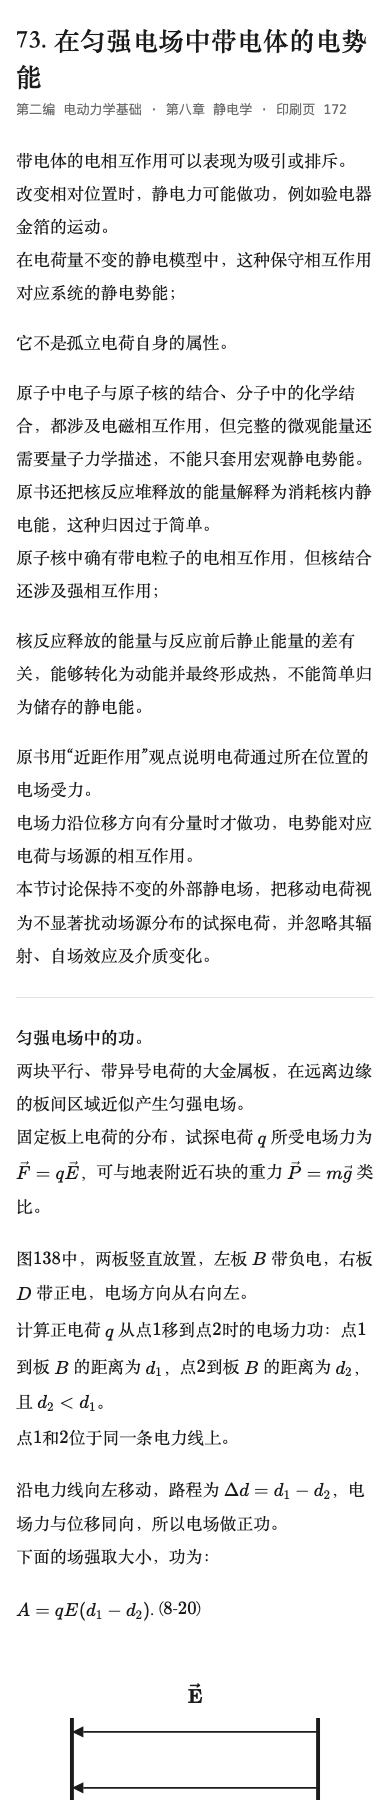 73. 在匀强电场中带电体的电势
能
第二编 电动力学基础 · 第八章 静电学 · 印刷页 172
带电体的电相互作用可以表现为吸引或排斥。
改变相对位置时，静电力可能做功，例如验电器
金箔的运动。
在电荷量不变的静电模型中，这种保守相互作用
对应系统的静电势能；
它不是孤立电荷自身的属性。
原子中电子与原子核的结合、分子中的化学结
合，都涉及电磁相互作用，但完整的微观能量还
需要量子力学描述，不能只套用宏观静电势能。
原书还把核反应堆释放的能量解释为消耗核内静
电能，这种归因过于简单。
原子核中确有带电粒子的电相互作用，但核结合
还涉及强相互作用；
核反应释放的能量与反应前后静止能量的差有
关，能够转化为动能并最终形成热，不能简单归
为储存的静电能。
原书用“近距作用”观点说明电荷通过所在位置的
电场受力。
电场力沿位移方向有分量时才做功，电势能对应
电荷与场源的相互作用。
本节讨论保持不变的外部静电场，把移动电荷视
为不显著扰动场源分布的试探电荷，并忽略其辐
射、自场效应及介质变化。
匀强电场中的功。
两块平行、带异号电荷的大金属板，在远离边缘
的板间区域近似产生匀强电场。
固定板上电荷的分布，试探电荷 q 所受电场力为
$\vec{F} = q\vec{E}$，可与地表附近石块的重力 $\vec{P} = m\vec{g}$ 类
比。
图138中，两板竖直放置，左板 B 带负电，右板
D 带正电，电场方向从右向左。
计算正电荷 q 从点1移到点2时的电场力功：点1
到板 B 的距离为 d₁，点2到板 B 的距离为 d₂，
且 d₂ < d₁。
点1和2位于同一条电力线上。
沿电力线向左移动，路程为 Δd = d₁ − d₂，电
场力与位移同向，所以电场做正功。
下面的场强取大小，功为：
A = qE(d₁ − d₂). (8-20)
$\vec{E}$